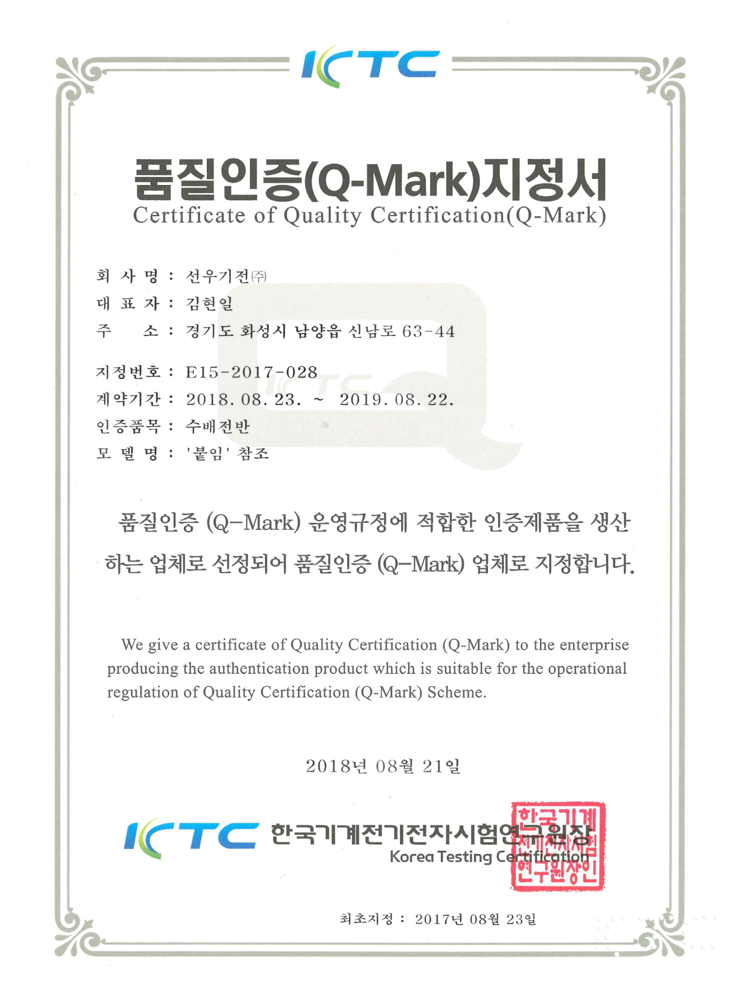 KTC
품질인증(Q-Mark)지정서
Certificate of Quality Certification(Q-Mark)
회 사 명 : 선우기전㈜
대 표 자 : 김현일
주 소 : 경기도 화성시 남양읍 신남로 63-44
지정번호 : E15-2017-028
계약기간 : 2018. 08. 23. ~ 2019. 08. 22.
인증품목 : 수배전반
모 델 명 : '붙임' 참조
KTC
품질인증 (Q-Mark) 운영규정에 적합한 인증제품을 생산
하는 업체로 선정되어 품질인증 (Q-Mark) 업체로 지정합니다.
We give a certificate of Quality Certification (Q-Mark) to the enterprise
producing the authentication product which is suitable for the operational
regulation of Quality Certification (Q-Mark) Scheme.
2018년 08월 21일
KTC 한국기계전기전자시험연구원장
Korea Testing Certification
한국기계
전기전자시험
연구원장인
최초지정 : 2017년 08월 23일